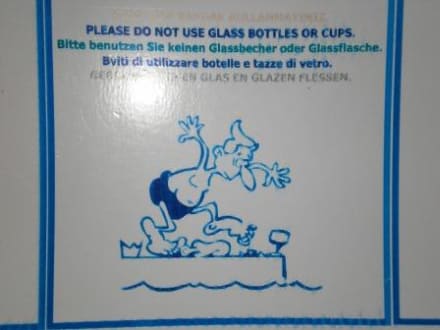 PLEASE DO NOT USE GLASS BOTTLES OR CUPS.
Bitte benutzen Sie keinen Glassbecher oder Glassflasche.
Bviti di utilizzare botelle e tazze di vetro.
EN GLAS EN GLAZEN FLESSEN.